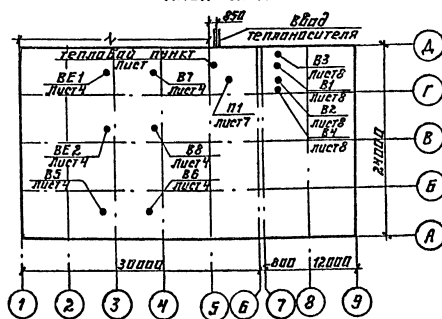 850
Ввод
теплоносителя
Тепловой пункт
лист
ВЕ1
лист4
В7
лист4
П1
лист7
В3
лист8
В1
лист8
В2
лист8
В4
лист8
ВЕ2
лист4
В8
лист4
В5
лист4
В6
лист4
Д
Г
В
Б
А
24000
30000
800
12000
1
2
3
4
5
6
7
8
9